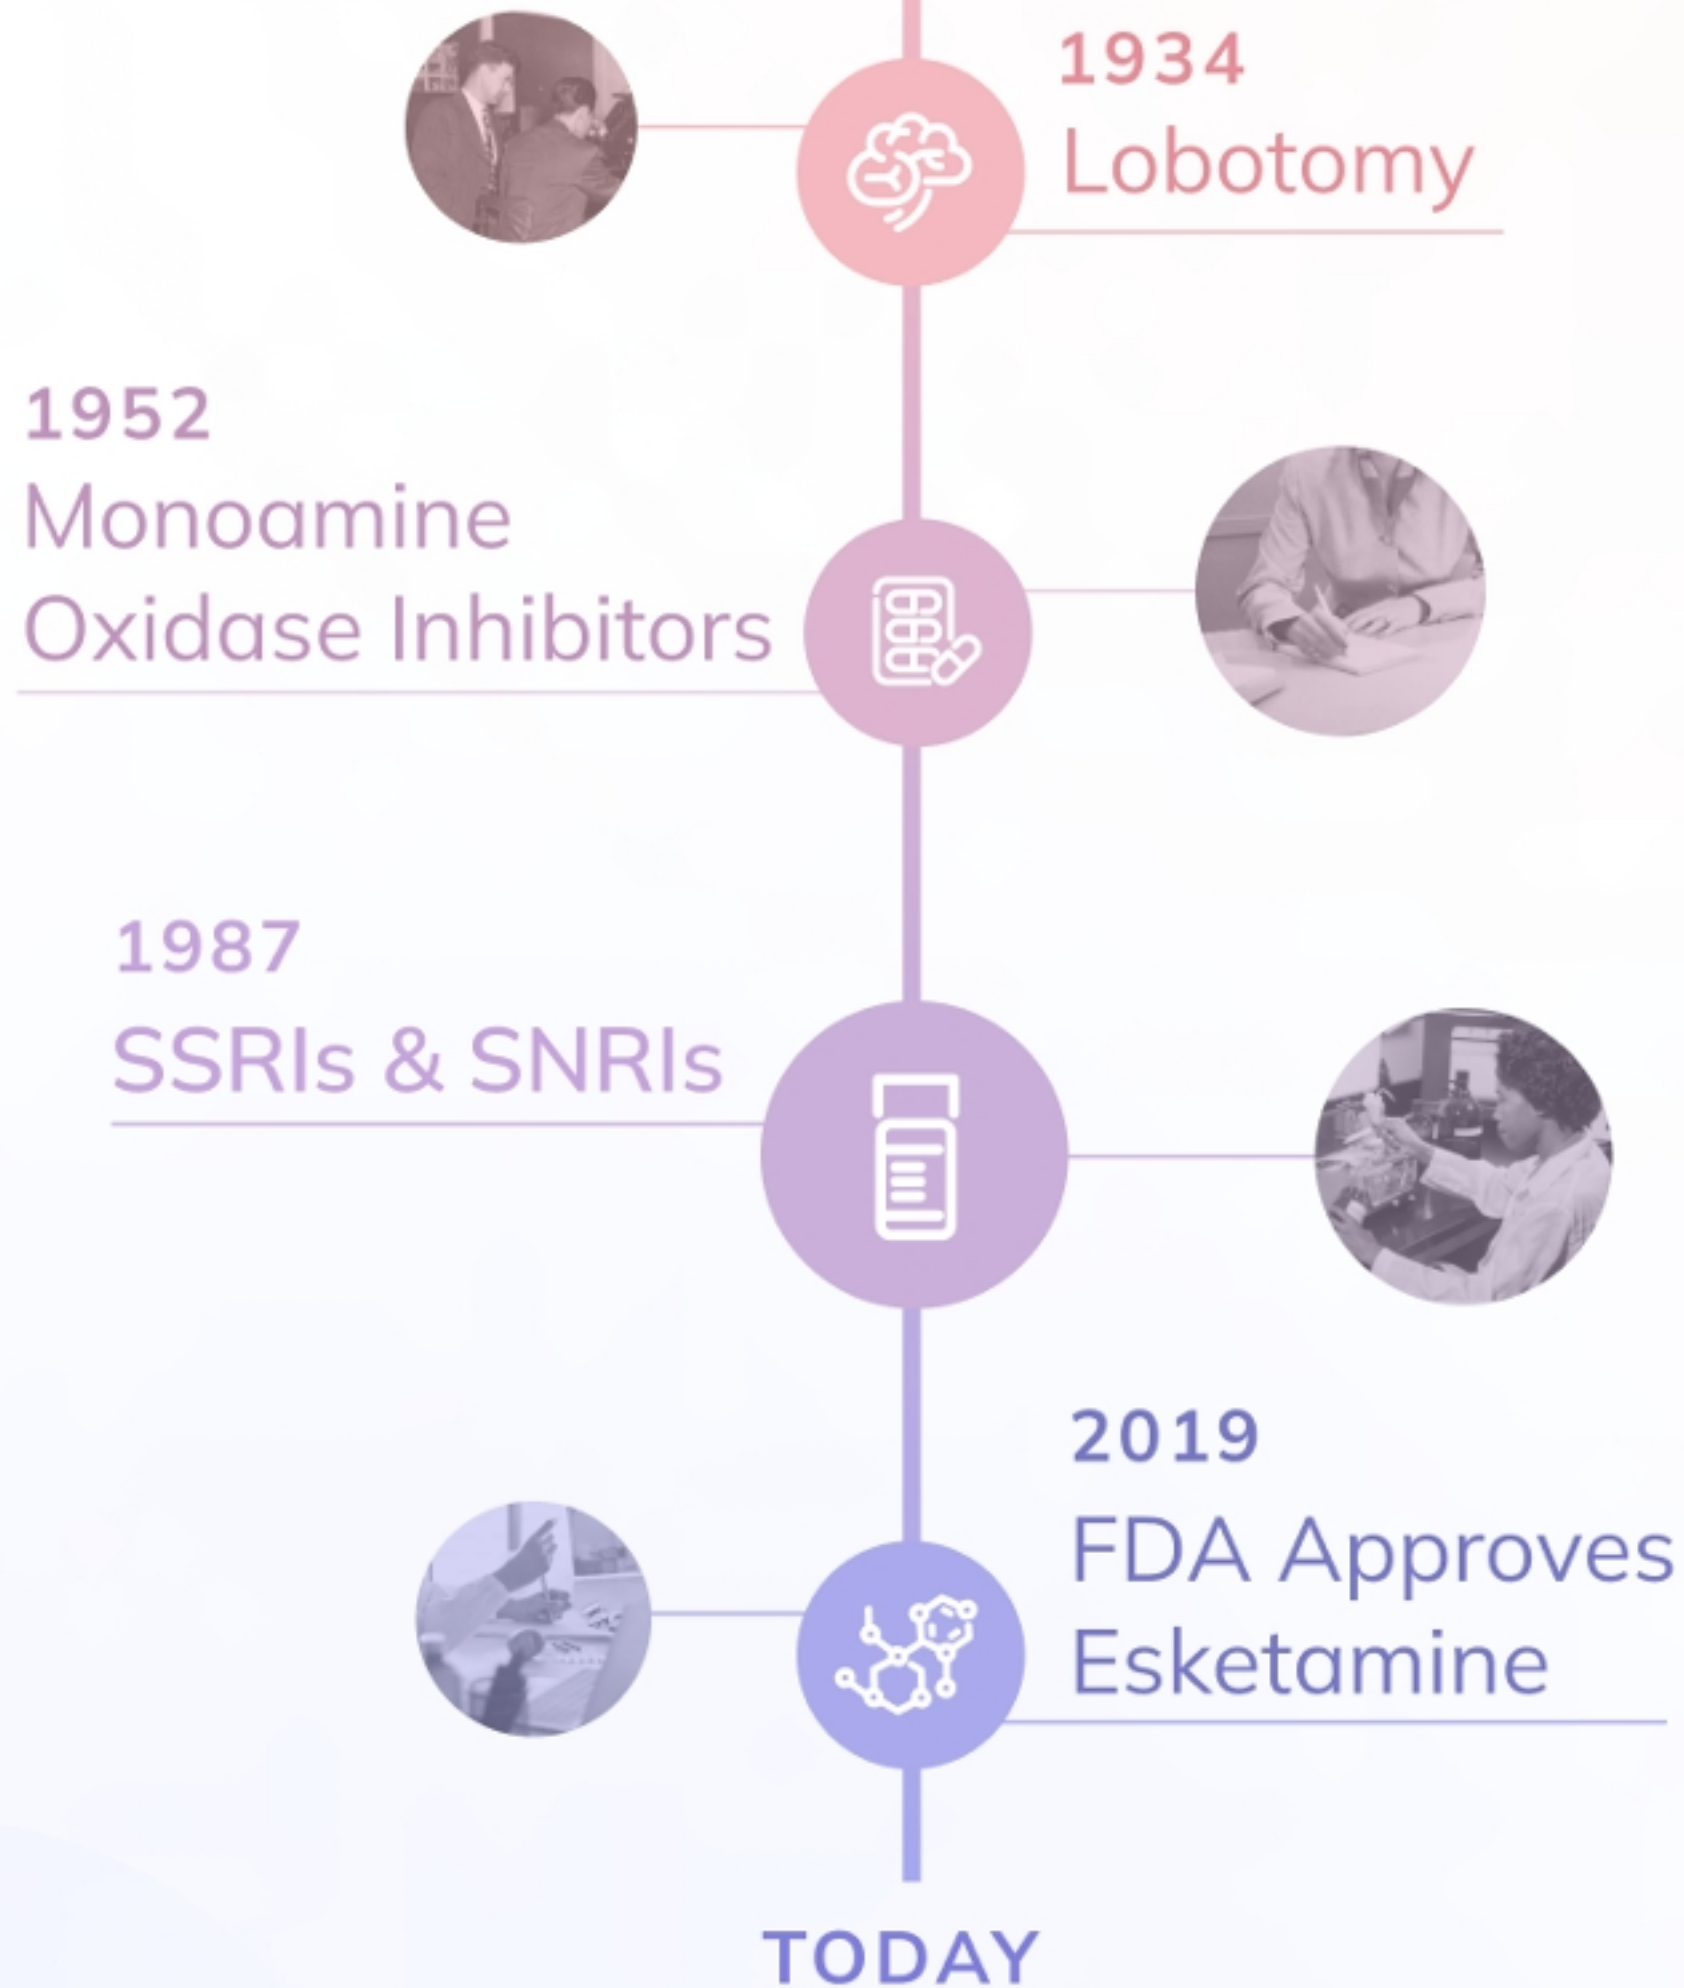 1934
Lobotomy
1952
Monoamine
Oxidase Inhibitors
1987
SSRIs & SNRIs
2019
FDA Approves
Esketamine
TODAY